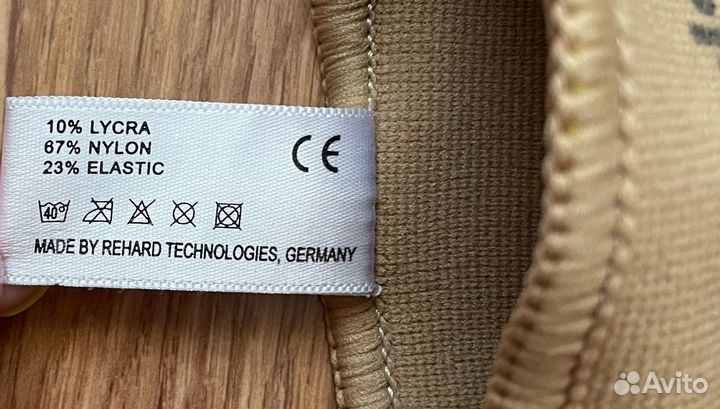 10% LYCRA
67% NYLON
23% ELASTIC
CE
40°
MADE BY REHARD TECHNOLOGIES, GERMANY
Avito